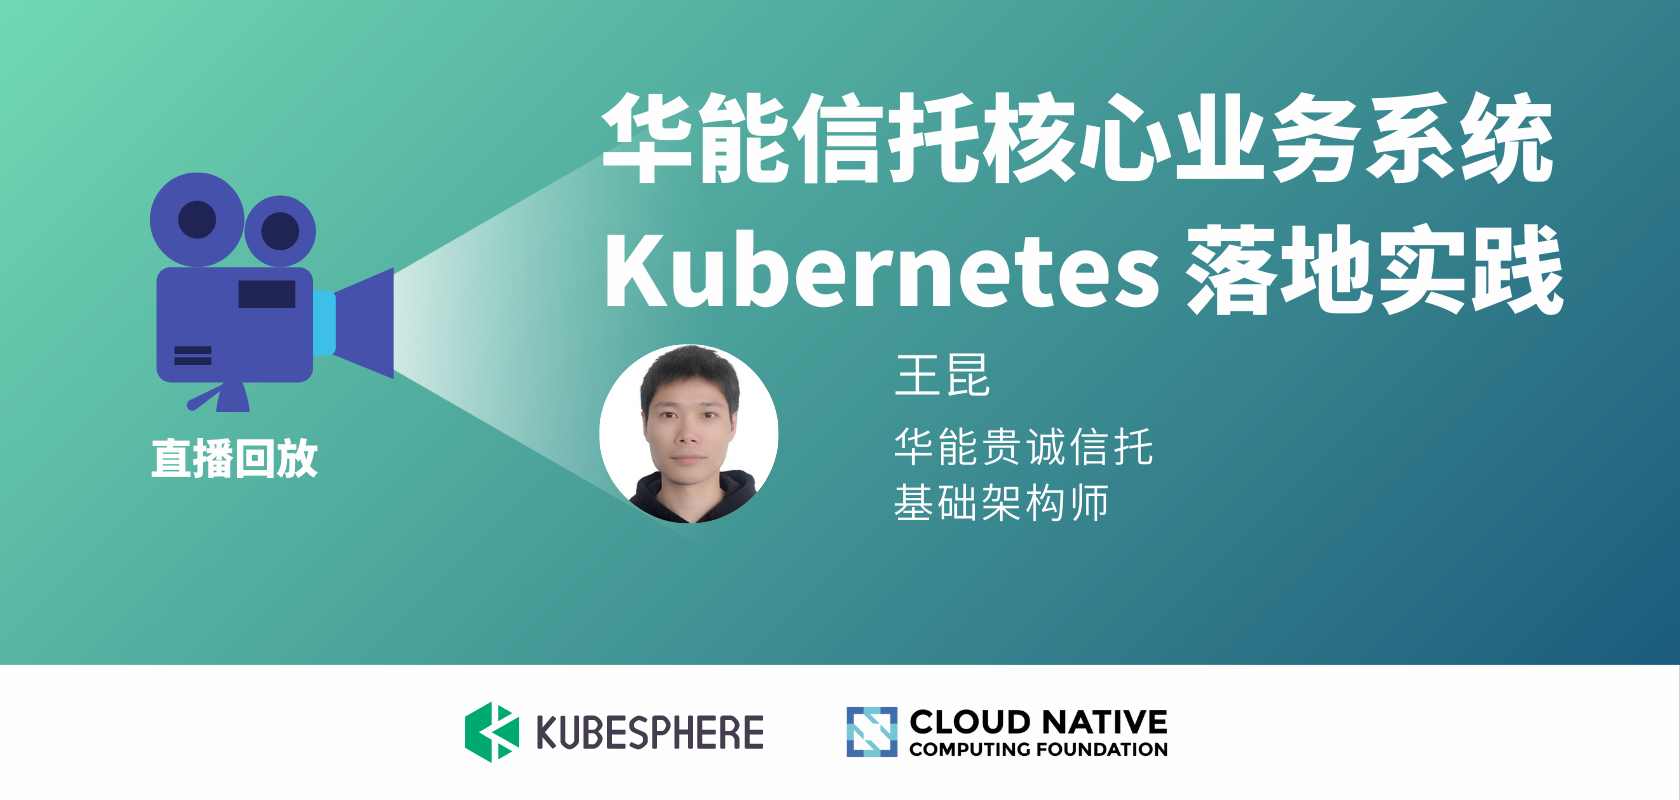 华能信托核心业务系统
Kubernetes 落地实践
王昆
华能贵诚信托
基础架构师
直播回放
KUBESPHERE
CLOUD NATIVE
COMPUTING FOUNDATION